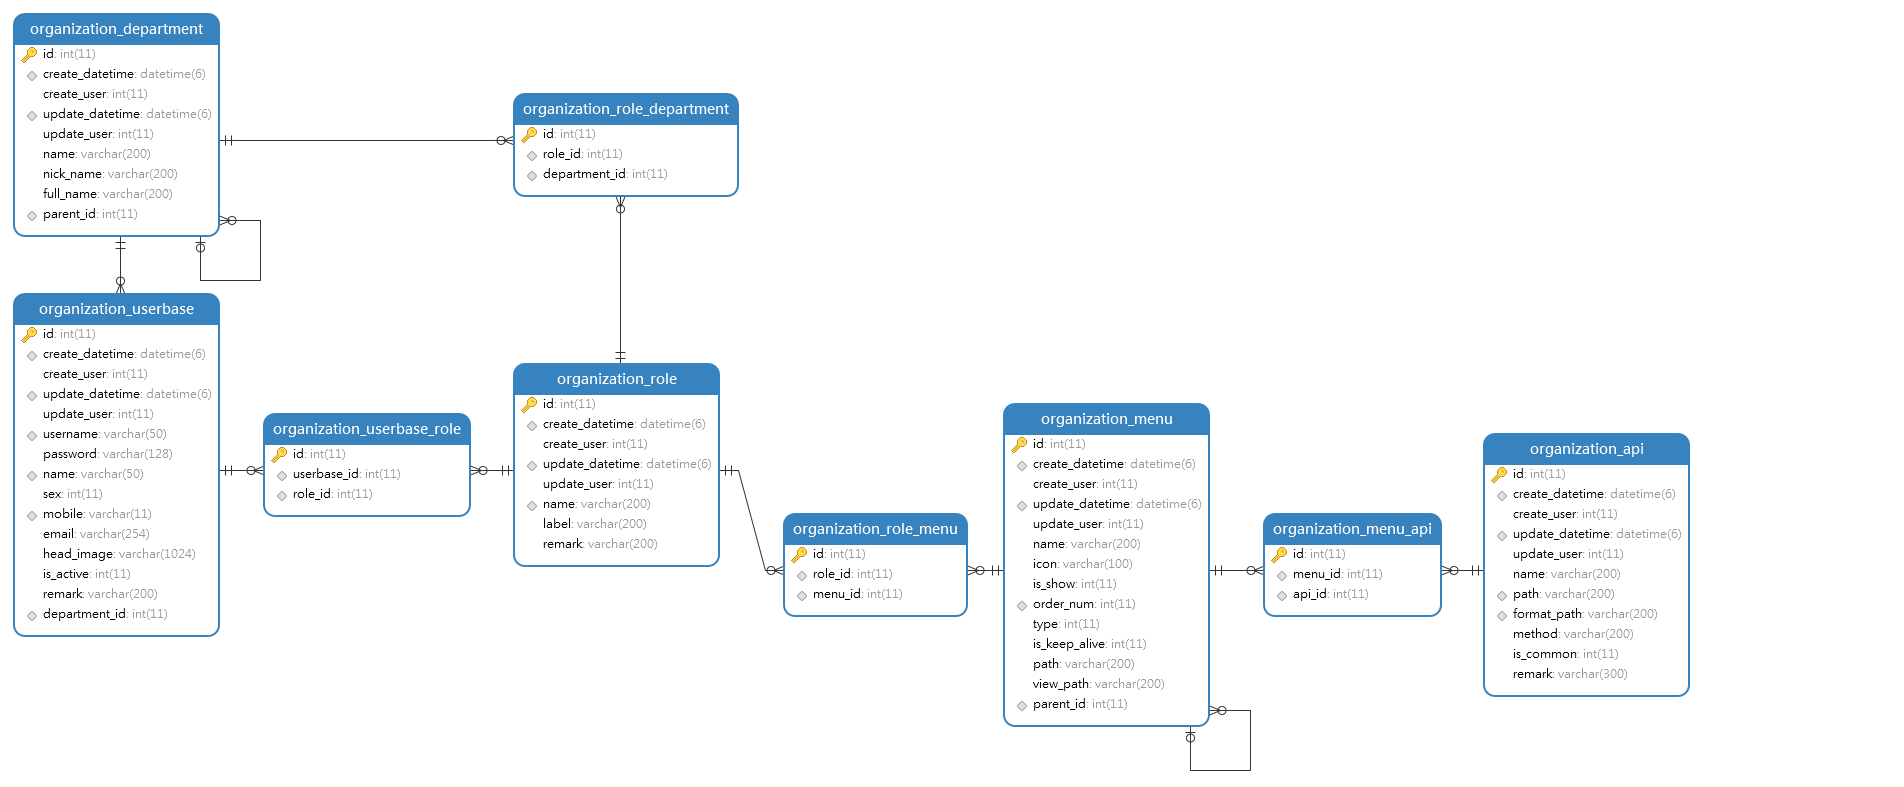 organization_department
id: int(11)
create_datetime: datetime(6)
create_user: int(11)
update_datetime: datetime(6)
update_user: int(11)
name: varchar(200)
nick_name: varchar(200)
full_name: varchar(200)
parent_id: int(11)
organization_role_department
id: int(11)
role_id: int(11)
department_id: int(11)
organization_userbase
id: int(11)
create_datetime: datetime(6)
create_user: int(11)
update_datetime: datetime(6)
update_user: int(11)
username: varchar(50)
password: varchar(128)
name: varchar(50)
sex: int(11)
mobile: varchar(11)
email: varchar(254)
head_image: varchar(1024)
is_active: int(11)
remark: varchar(200)
department_id: int(11)
organization_userbase_role
id: int(11)
userbase_id: int(11)
role_id: int(11)
organization_role
id: int(11)
create_datetime: datetime(6)
create_user: int(11)
update_datetime: datetime(6)
update_user: int(11)
name: varchar(200)
label: varchar(200)
remark: varchar(200)
organization_role_menu
id: int(11)
role_id: int(11)
menu_id: int(11)
organization_menu
id: int(11)
create_datetime: datetime(6)
create_user: int(11)
update_datetime: datetime(6)
update_user: int(11)
name: varchar(200)
icon: varchar(100)
is_show: int(11)
order_num: int(11)
type: int(11)
is_keep_alive: int(11)
path: varchar(200)
view_path: varchar(200)
parent_id: int(11)
organization_menu_api
id: int(11)
menu_id: int(11)
api_id: int(11)
organization_api
id: int(11)
create_datetime: datetime(6)
create_user: int(11)
update_datetime: datetime(6)
update_user: int(11)
name: varchar(200)
path: varchar(200)
format_path: varchar(200)
method: varchar(200)
is_common: int(11)
remark: varchar(300)